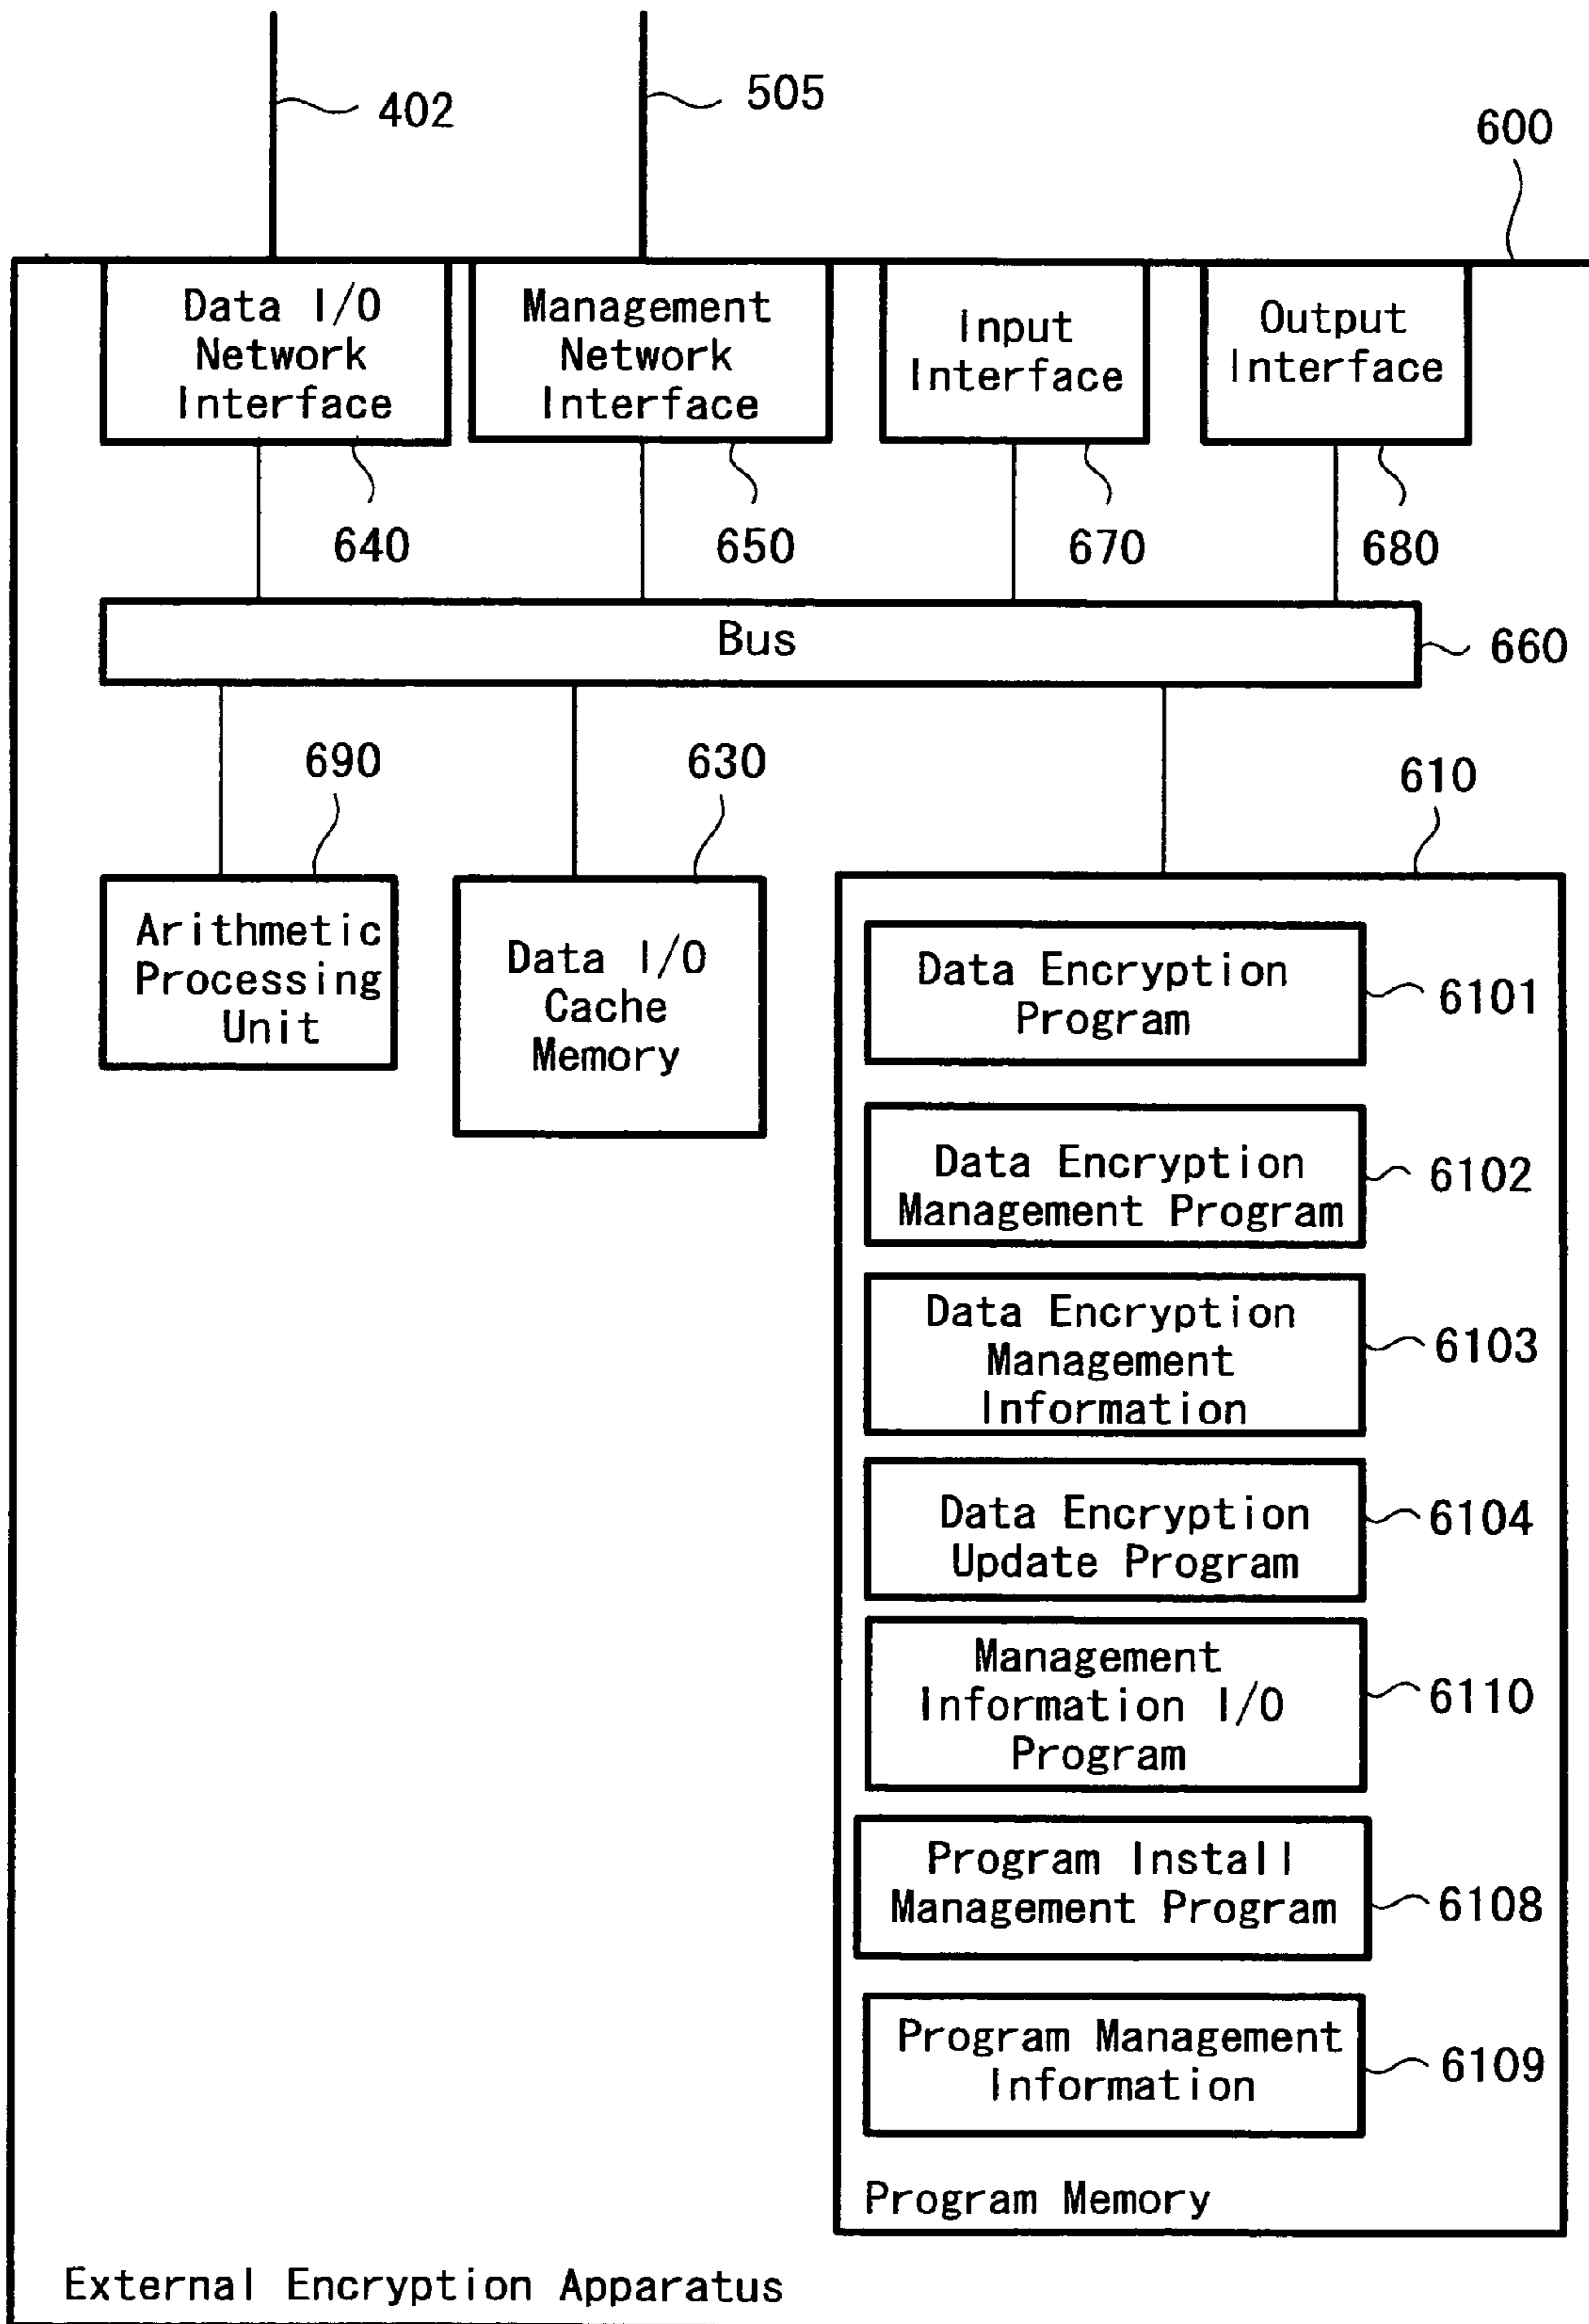 402
505
600
Data I/O
Network
Interface
Management
Network
Interface
Input
Interface
Output
Interface
640
650
670
680
Bus
660
690
630
610
Arithmetic
Processing
Unit
Data I/O
Cache
Memory
Data Encryption
Program
6101
Data Encryption
Management Program
6102
Data Encryption
Management
Information
6103
Data Encryption
Update Program
6104
Management
Information I/O
Program
6110
Program Install
Management Program
6108
Program Management
Information
6109
Program Memory
External Encryption Apparatus